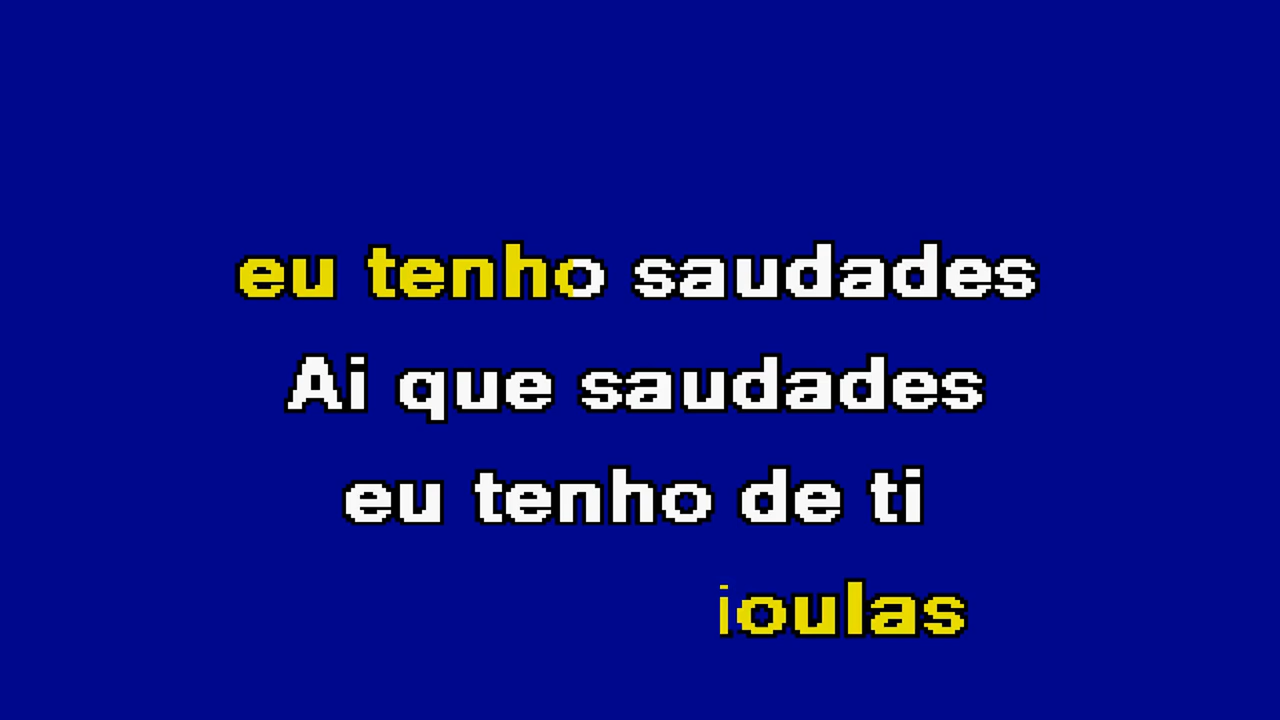 eu tenho saudades
Ai que saudades
eu tenho de ti
ioulas